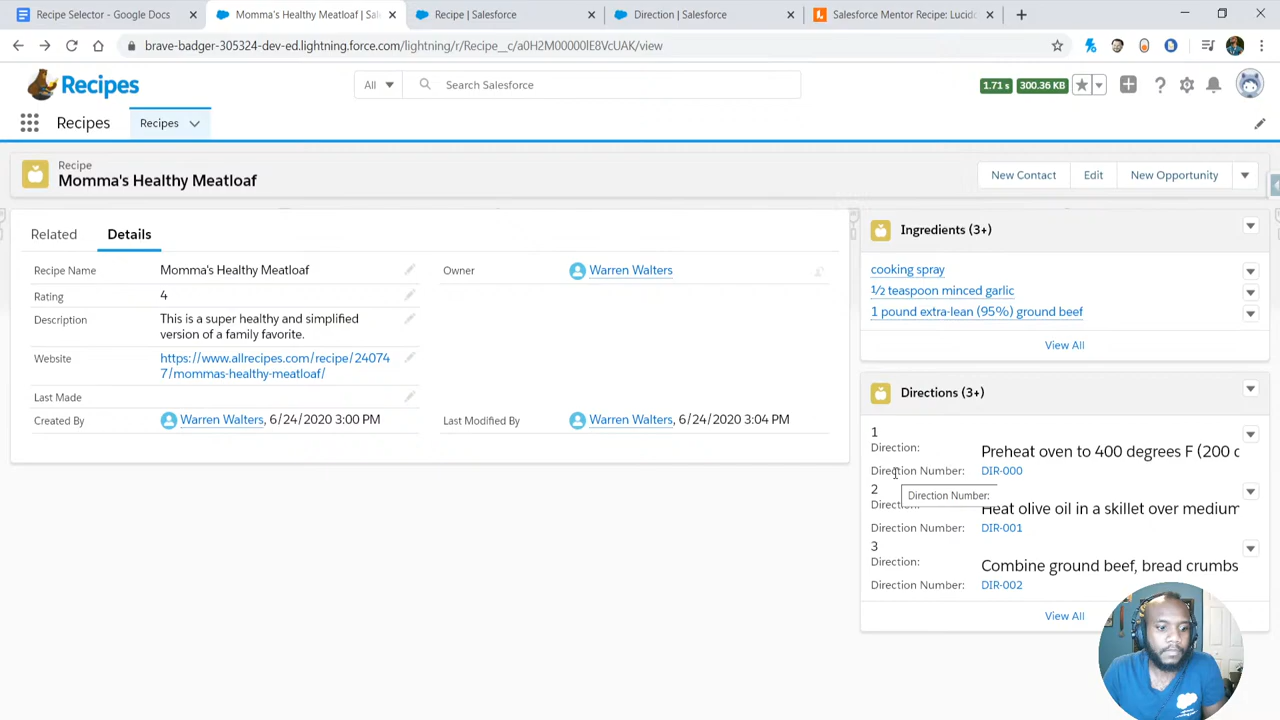 Recipe Selector - Google Docs
Momma's Healthy Meatloaf | Sal
Recipe | Salesforce
Direction | Salesforce
Salesforce Mentor Recipe: Lucid
brave-badger-305324-dev-ed.lightning.force.com/lightning/r/Recipe__c/a0H2M00000lE8VcUAK/view
Recipes
All
Search Salesforce
1.71 s
300.36 KB
Recipes
Recipes
Recipe
Momma's Healthy Meatloaf
New Contact
Edit
New Opportunity
Related
Details
Recipe Name
Momma's Healthy Meatloaf
Owner
Warren Walters
Rating
4
Description
This is a super healthy and simplified
version of a family favorite.
Website
https://www.allrecipes.com/recipe/24074
7/mommas-healthy-meatloaf/
Last Made
Created By
Warren Walters, 6/24/2020 3:00 PM
Last Modified By
Warren Walters, 6/24/2020 3:04 PM
Ingredients (3+)
cooking spray
½ teaspoon minced garlic
1 pound extra-lean (95%) ground beef
View All
Directions (3+)
1
Direction:
Preheat oven to 400 degrees F (200
Direction Number:
DIR-000
2
Direction Number:
Heat olive oil in a skillet over medium
Direction Number:
DIR-001
3
Direction:
Combine ground beef, bread crumbs
Direction Number:
DIR-002
View All